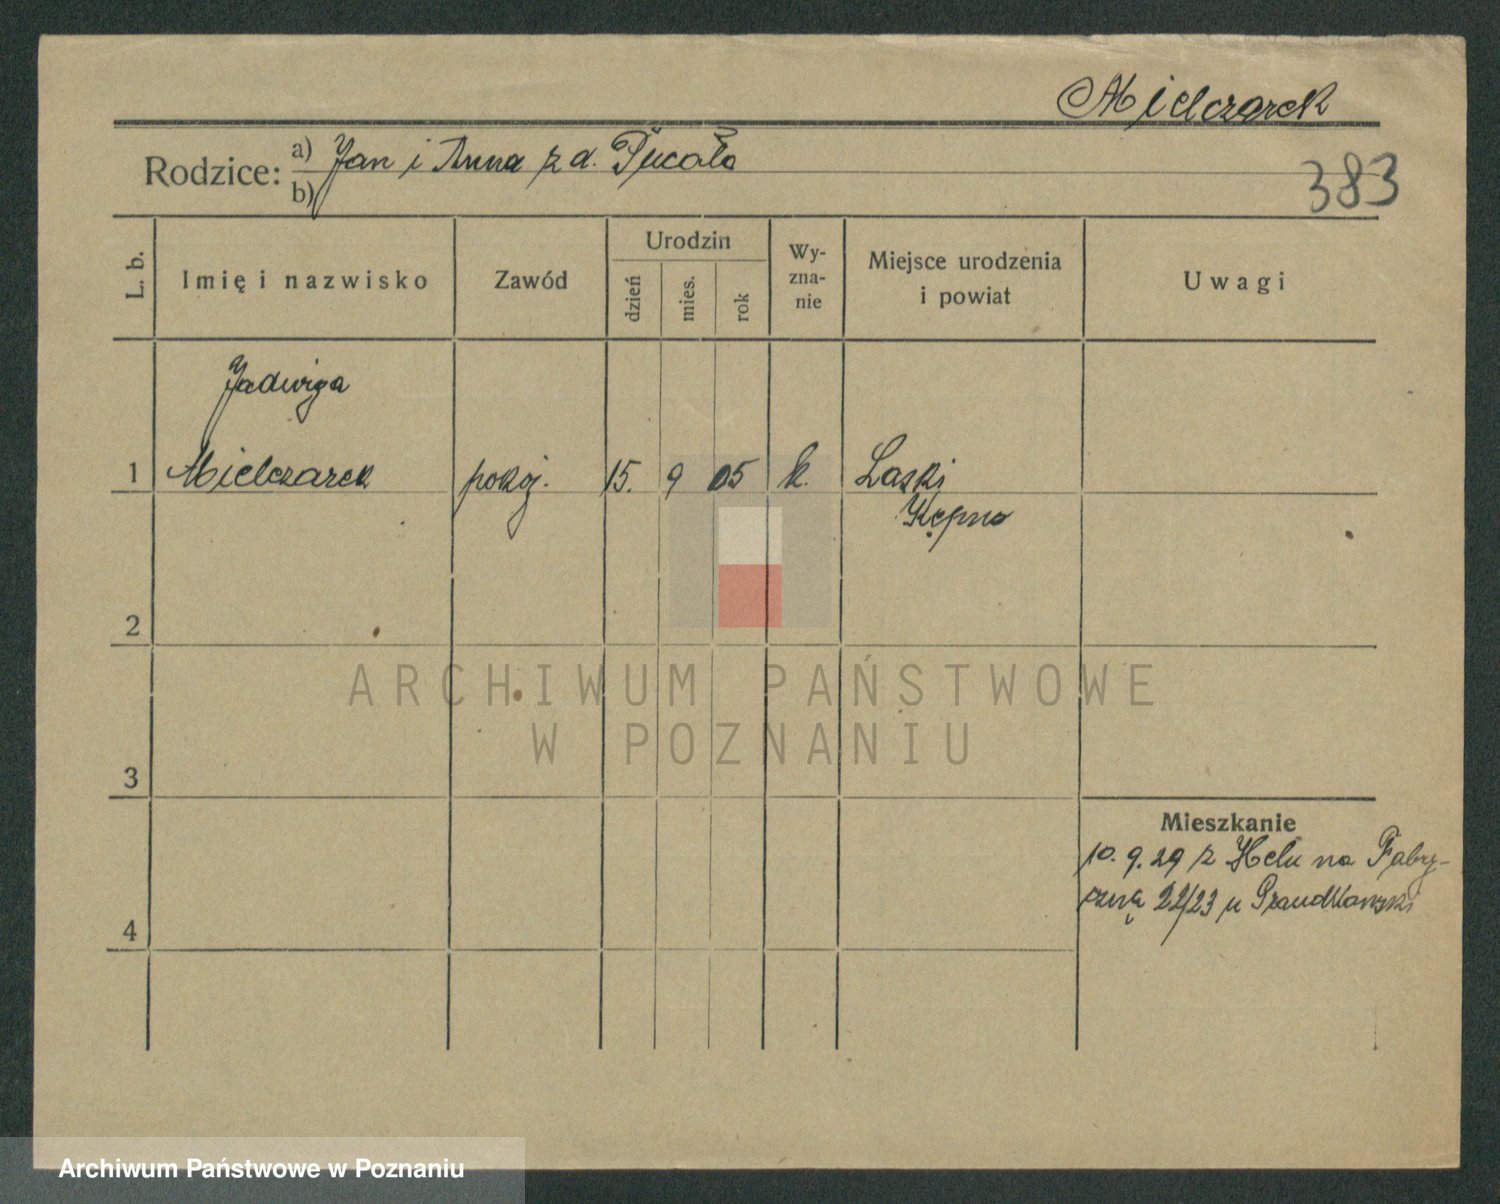 Mielczarek
Rodzice: a) Jan i Anna z d. Pucała
b)
383
L. b.
Imię i nazwisko
Zawód
Urodzin
dzień
mies.
rok
Wy-
zna-
nie
Miejsce urodzenia
i powiat
Uwagi
Jadwiga
1 Mielczarek pokoj. 15. 9 05 k. Laski
Kępno
2
3
Mieszkanie
10. 9. 29 z Helu na Fabry-
czną 22/23 u
4
ARCHIWUM PAŃSTWOWE
W POZNANIU
Archiwum Państwowe w Poznaniu